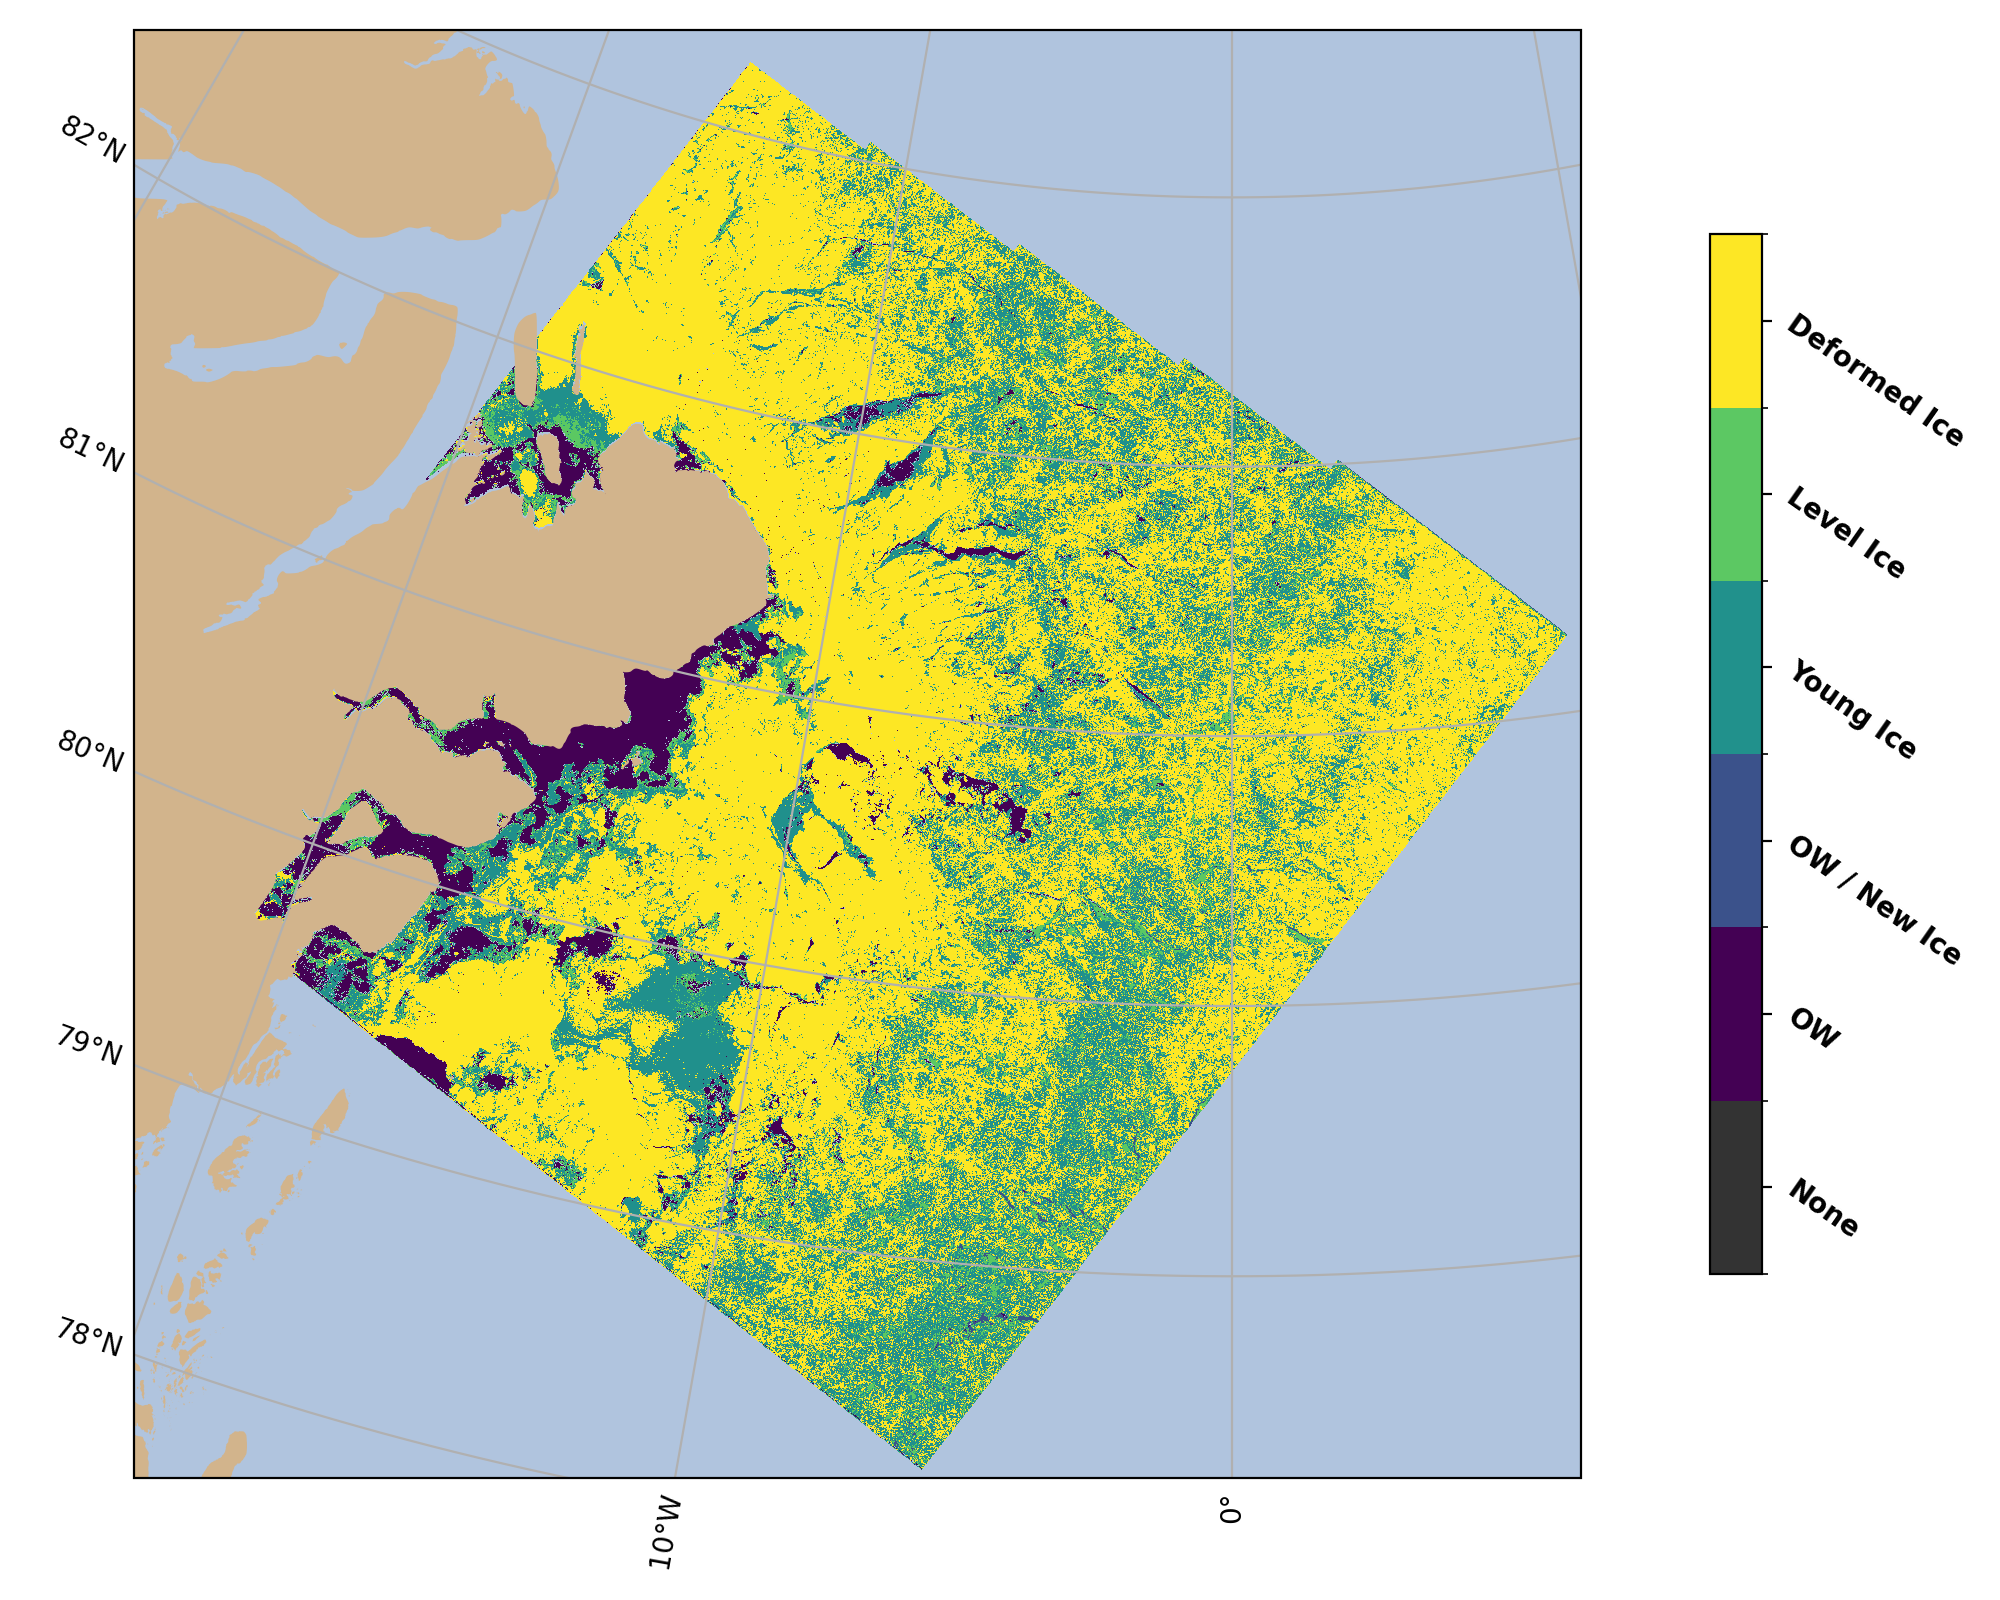 82°N
81°N
80°N
79°N
78°N
10°W
0°
Deformed Ice
Level Ice
Young Ice
OW / New Ice
OW
None